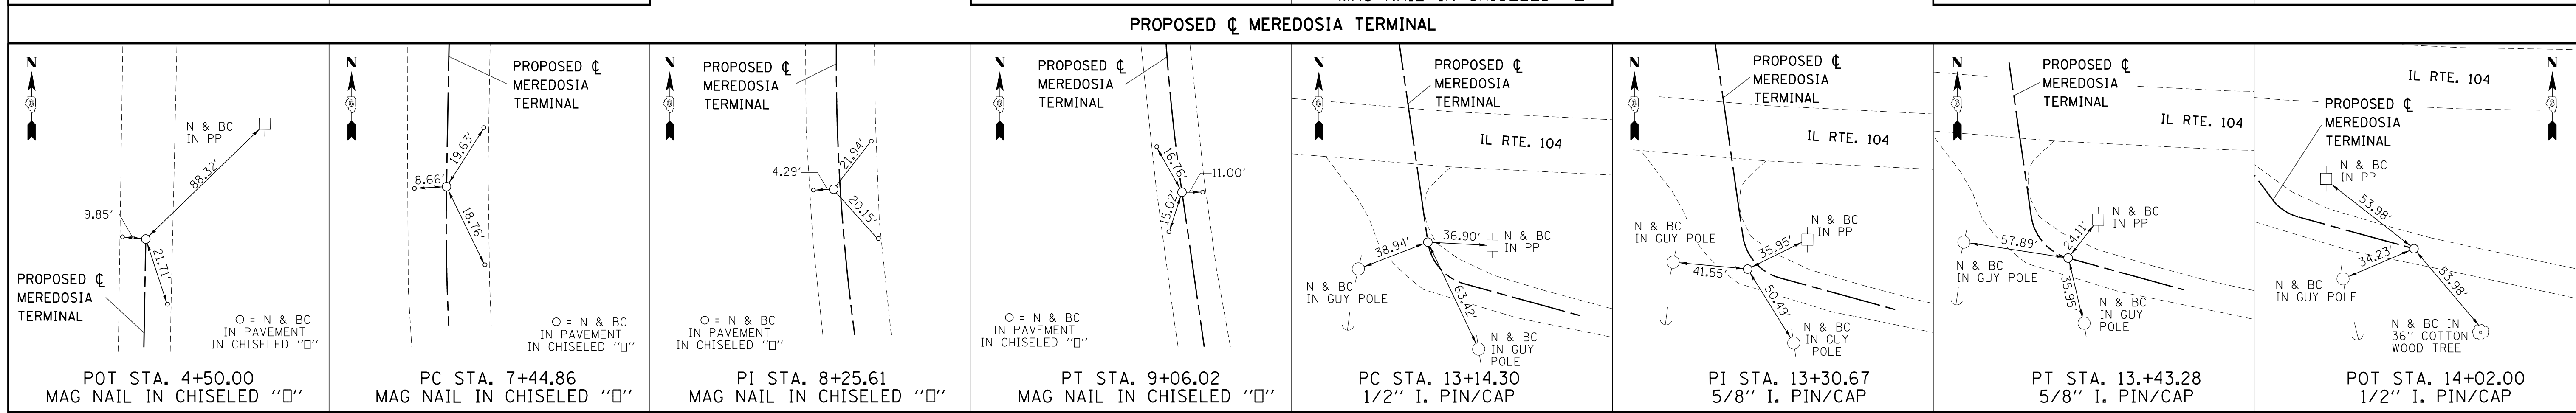 PROPOSED ℄ MEREDOSIA TERMINAL
N
N & BC
IN PP
88.32'
9.85'
21.71'
PROPOSED ℄
MEREDOSIA
TERMINAL
O = N & BC
IN PAVEMENT
IN CHISELED "□"
POT STA. 4+50.00
MAG NAIL IN CHISELED "□"
N
PROPOSED ℄
MEREDOSIA
TERMINAL
19.63'
8.66'
18.76'
O = N & BC
IN PAVEMENT
IN CHISELED "□"
PC STA. 7+44.86
MAG NAIL IN CHISELED "□"
N
PROPOSED ℄
MEREDOSIA
TERMINAL
21.94'
4.29'
20.15'
O = N & BC
IN PAVEMENT
IN CHISELED "□"
PI STA. 8+25.61
MAG NAIL IN CHISELED "□"
N
PROPOSED ℄
MEREDOSIA
TERMINAL
16.76'
11.00'
15.02'
O = N & BC
IN PAVEMENT
IN CHISELED "□"
PT STA. 9+06.02
MAG NAIL IN CHISELED "□"
N
PROPOSED ℄
MEREDOSIA
TERMINAL
IL RTE. 104
38.94'
36.90'
N & BC
IN PP
N & BC
IN GUY POLE
63.42'
N & BC
IN GUY
POLE
PC STA. 13+14.30
1/2" I. PIN/CAP
N
PROPOSED ℄
MEREDOSIA
TERMINAL
IL RTE. 104
N & BC
IN PP
N & BC
IN GUY POLE
35.95'
41.55'
50.49'
N & BC
IN GUY
POLE
PI STA. 13+30.67
5/8" I. PIN/CAP
N
PROPOSED ℄
MEREDOSIA
TERMINAL
IL RTE. 104
N & BC
IN PP
57.89'
24.11'
N & BC
IN GUY POLE
35.95'
N & BC
IN GUY
POLE
PT STA. 13.+43.28
5/8" I. PIN/CAP
N
IL RTE. 104
PROPOSED ℄
MEREDOSIA
TERMINAL
N & BC
IN PP
53.98'
34.23'
N & BC
IN GUY POLE
53.98'
N & BC IN
36" COTTON
WOOD TREE
POT STA. 14+02.00
1/2" I. PIN/CAP